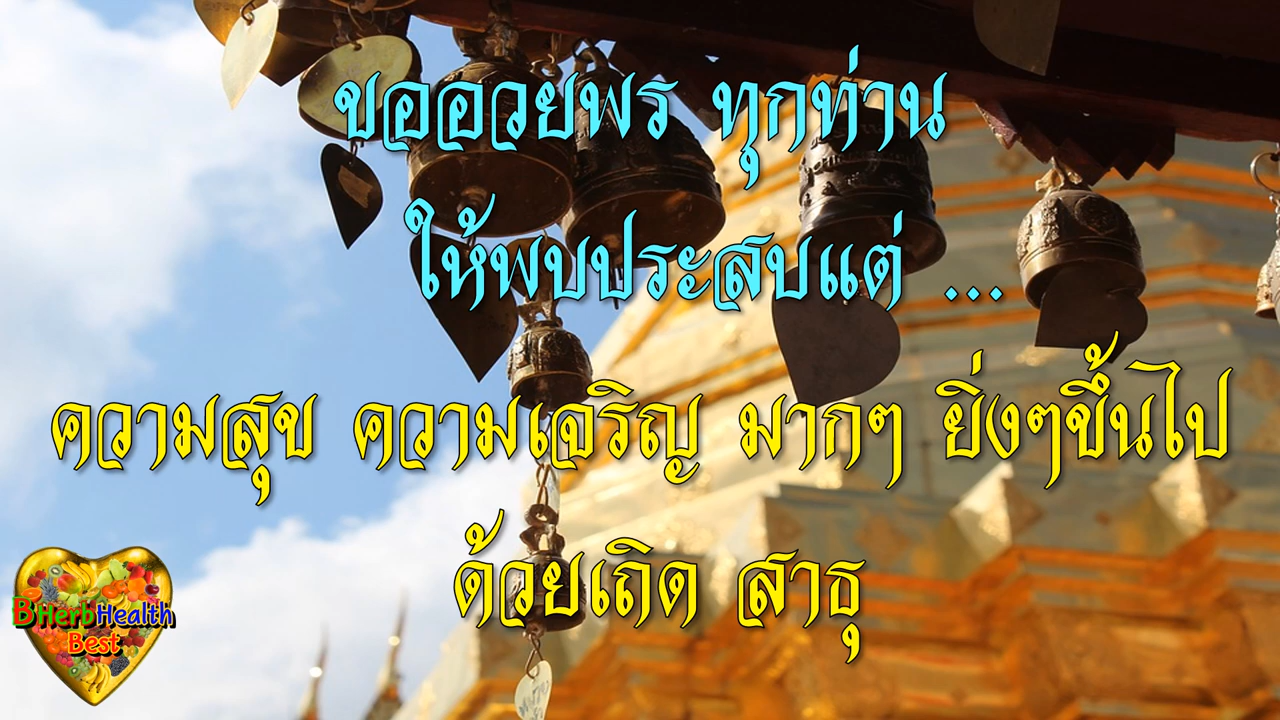 ขออวยพร ทุกท่าน
ให้พบประสบแต่ ...
ความสุข ความเจริญ มากๆ ยิ่งๆขึ้นไป
ด้วยเถิด สาธุ
BHerbHealth
Best